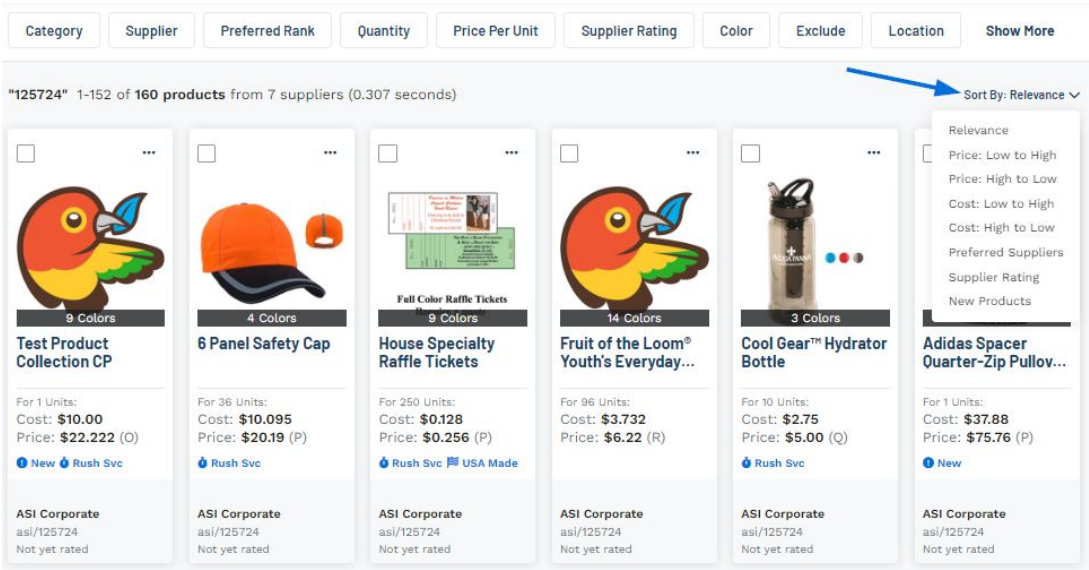 Category Supplier Preferred Rank Quantity Price Per Unit Supplier Rating Color Exclude Location Show More
"125724" 1-152 of 160 products from 7 suppliers (0.307 seconds)
Sort By: Relevance
Relevance
Price: Low to High
Price: High to Low
Cost: Low to High
Cost: High to Low
Preferred Suppliers
Supplier Rating
New Products
9 Colors
Test Product
Collection CP
For 1 Units:
Cost: $10.00
Price: $22.222 (O)
New Rush Svc
ASI Corporate
asi/125724
Not yet rated
4 Colors
6 Panel Safety Cap
For 36 Units:
Cost: $10.095
Price: $20.19 (P)
Rush Svc
ASI Corporate
asi/125724
Not yet rated
Full Color Raffle Tickets
9 Colors
House Specialty
Raffle Tickets
For 250 Units:
Cost: $0.128
Price: $0.256 (P)
Rush Svc USA Made
ASI Corporate
asi/125724
Not yet rated
14 Colors
Fruit of the Loom®
Youth's Everyday...
For 96 Units:
Cost: $3.732
Price: $6.22 (R)
ASI Corporate
asi/125724
Not yet rated
3 Colors
Cool Gear™ Hydrator
Bottle
For 10 Units:
Cost: $2.75
Price: $5.00 (Q)
Rush Svc
ASI Corporate
asi/125724
Not yet rated
Adidas Spacer
Quarter-Zip Pullov...
For 1 Units:
Cost: $37.88
Price: $75.76 (P)
New
ASI Corporate
asi/125724
Not yet rated